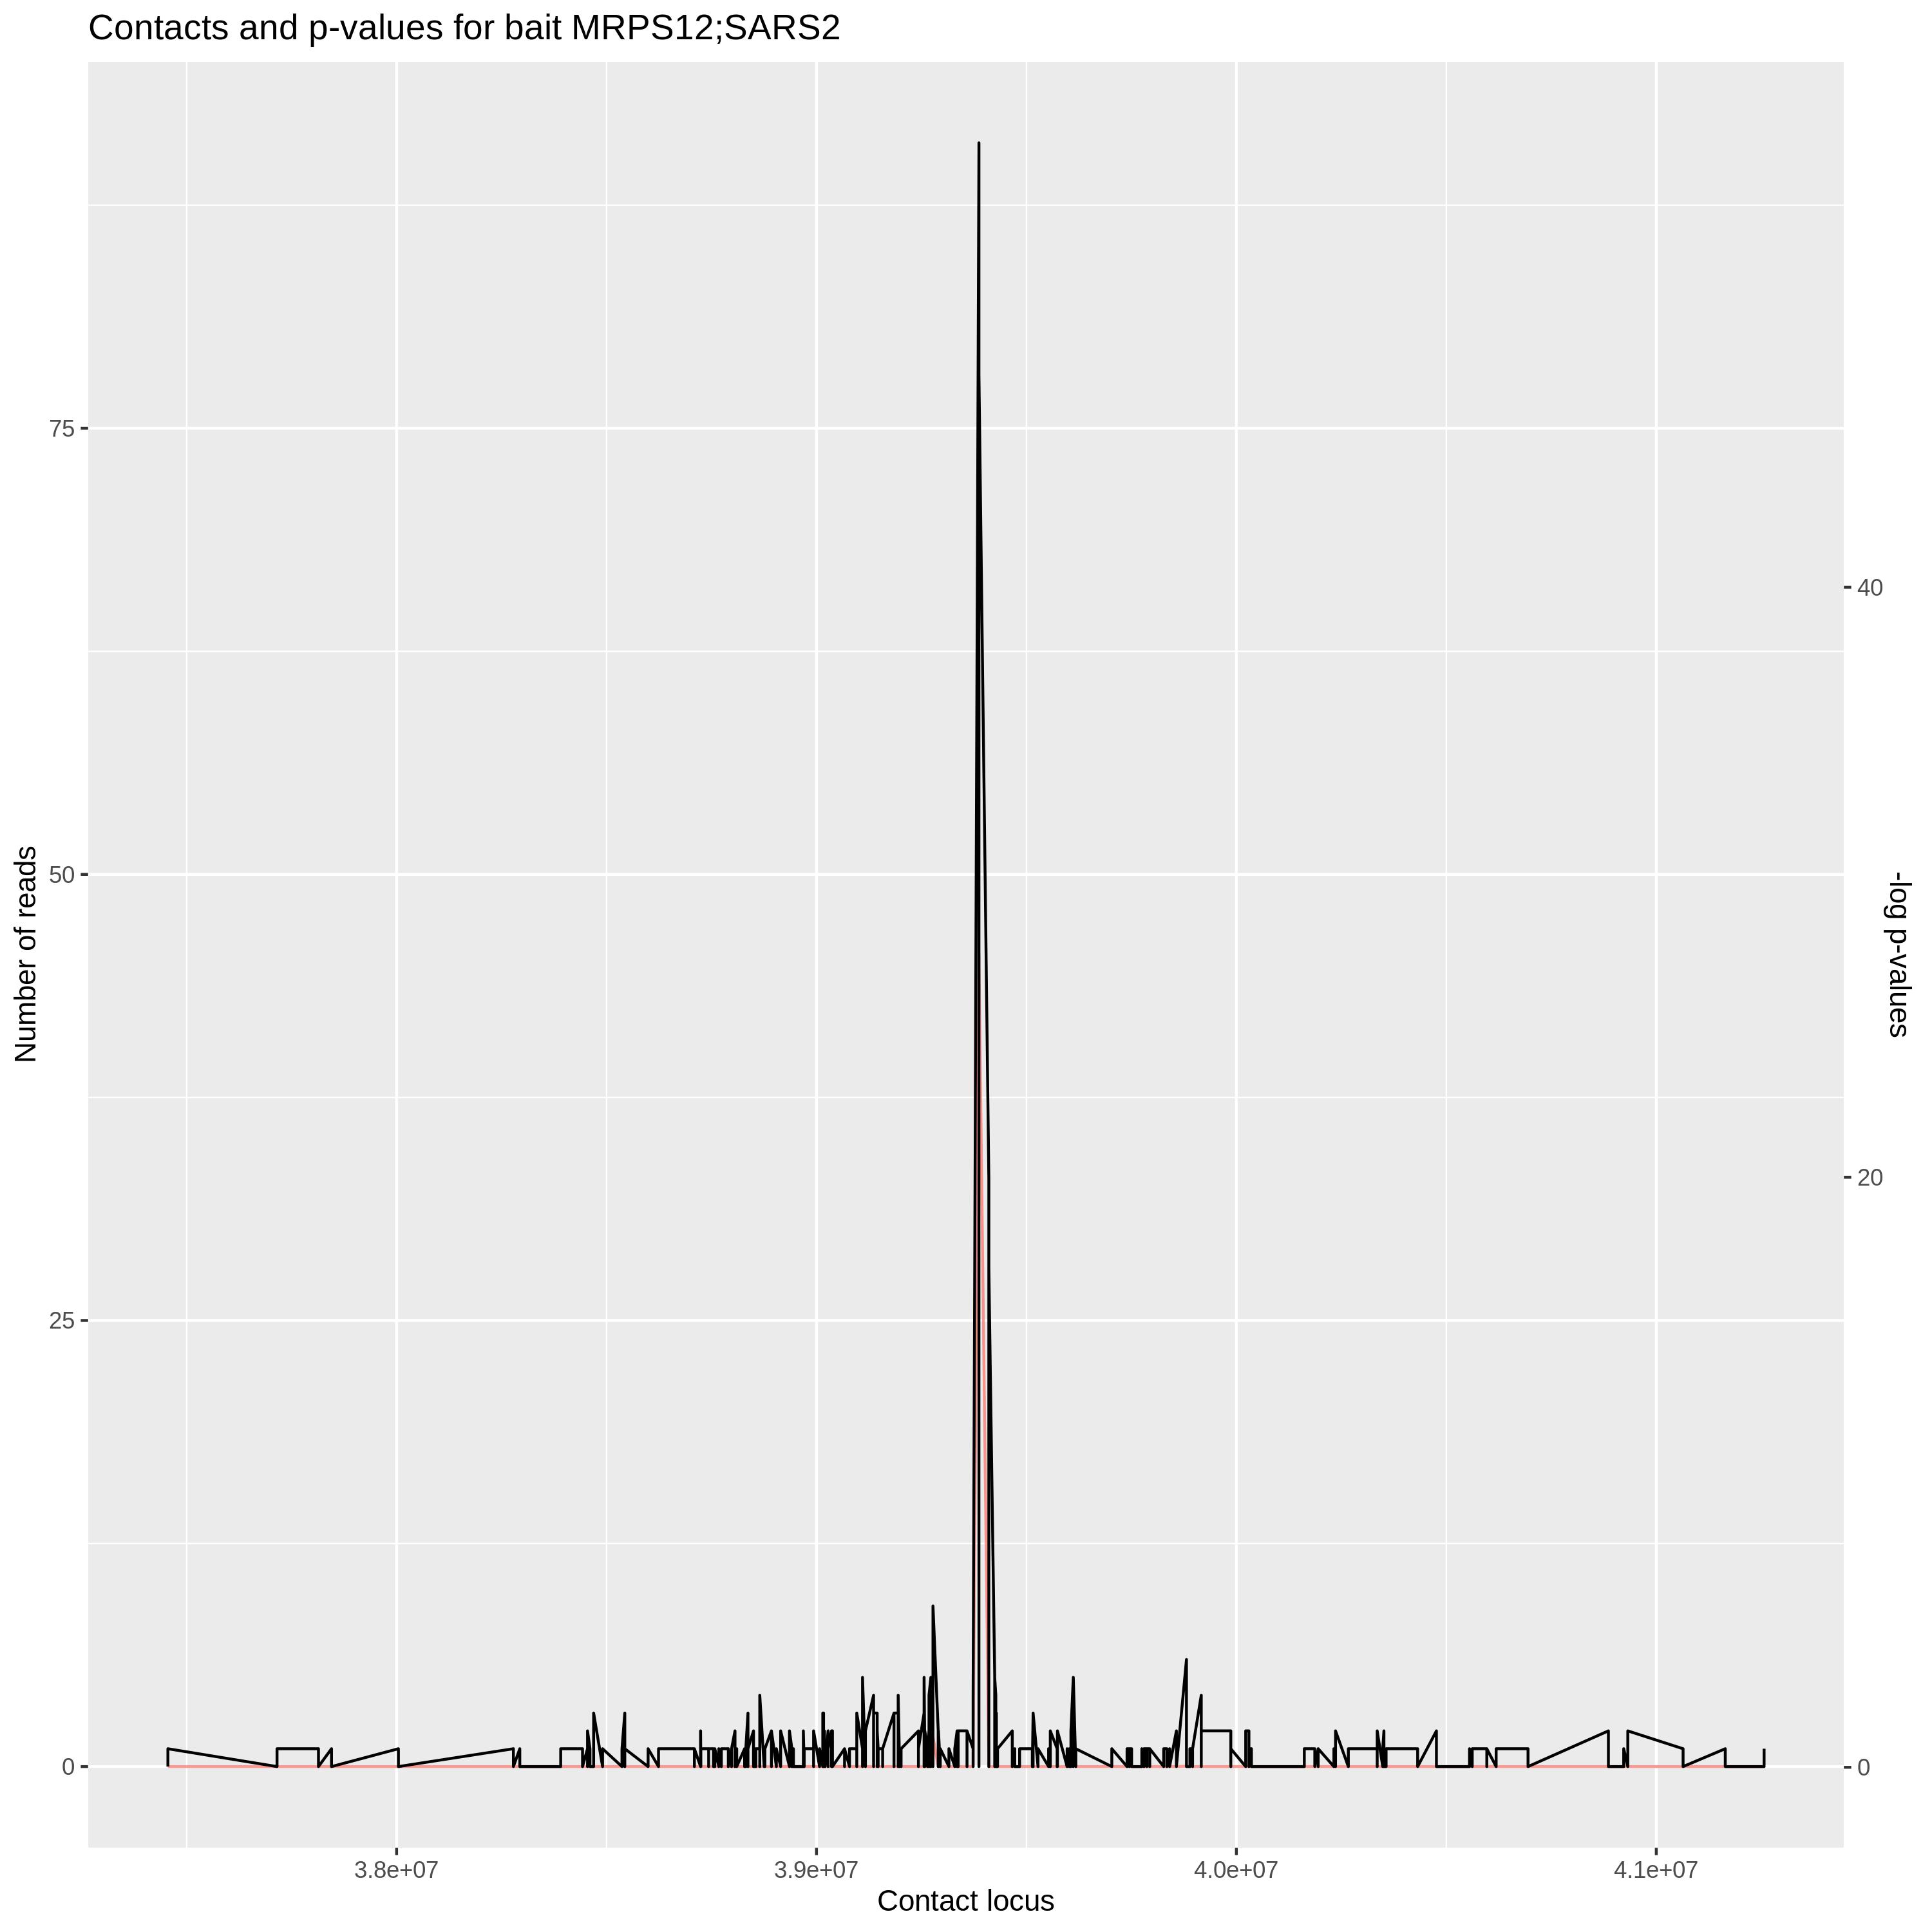 Contacts and p-values for bait MRPS12;SARS2
75
50
25
0
Number of reads
40
20
0
-log p-values
3.8e+07
3.9e+07
4.0e+07
4.1e+07
Contact locus